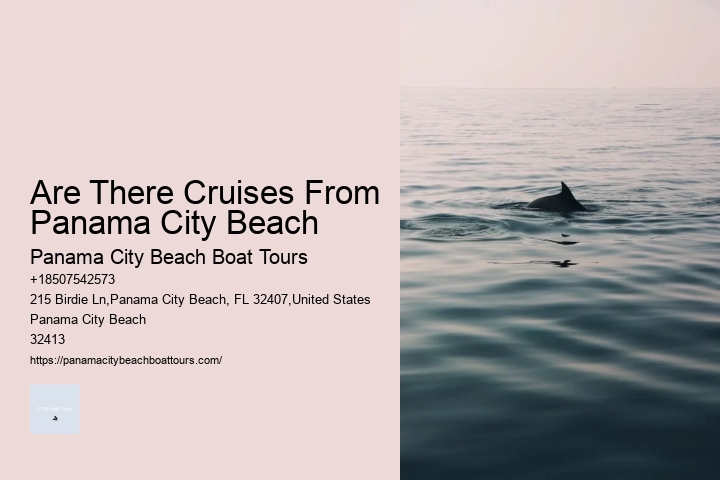 Are There Cruises From
Panama City Beach
Panama City Beach Boat Tours
+18507542573
215 Birdie Ln,Panama City Beach, FL 32407,United States
Panama City Beach
32413
https://panamacitybeachboattours.com/